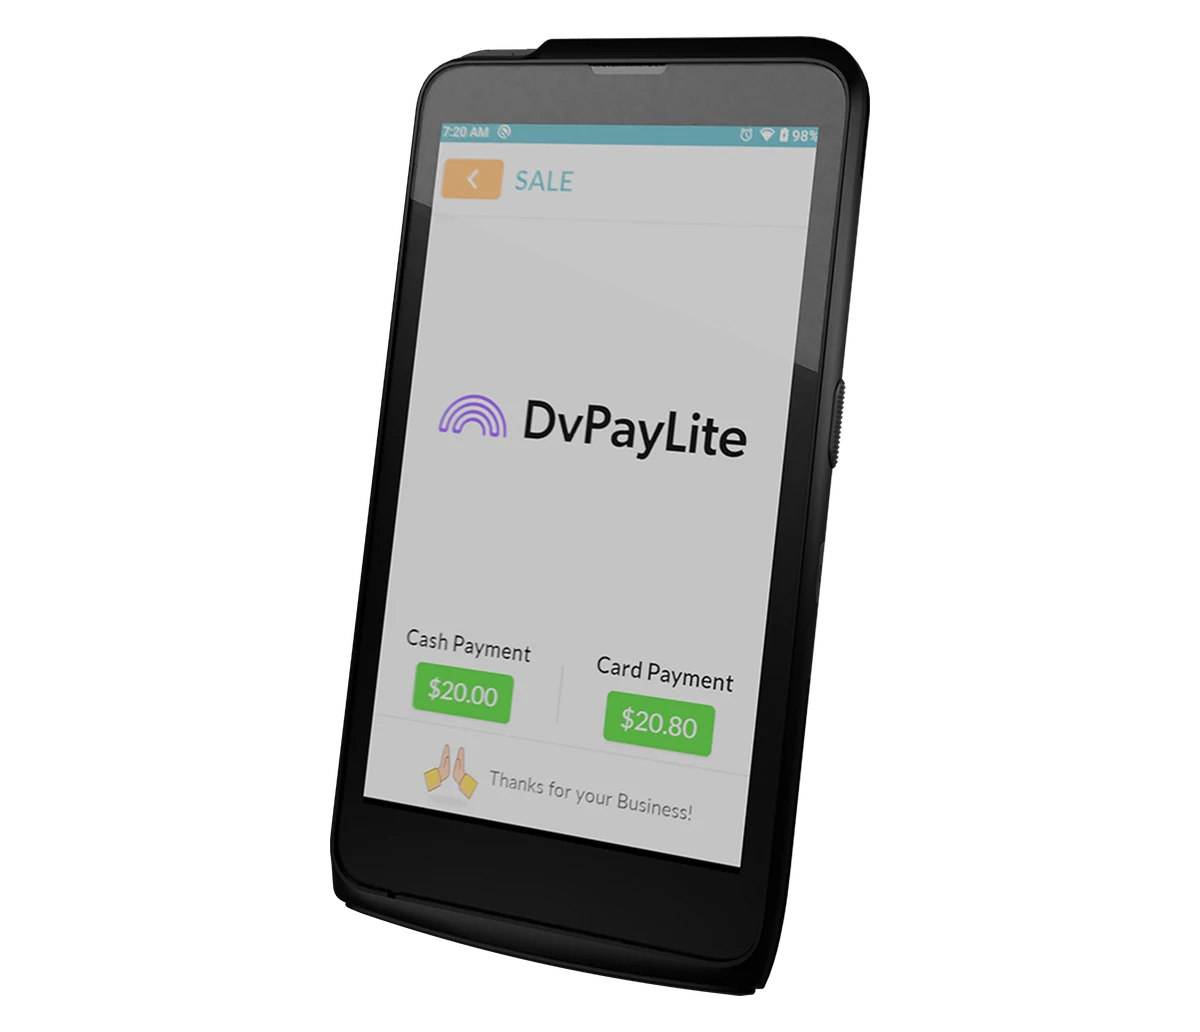 7:20 AM 98%
SALE
DvPayLite
Cash Payment
$20.00
Card Payment
$20.80
Thanks for your Business!